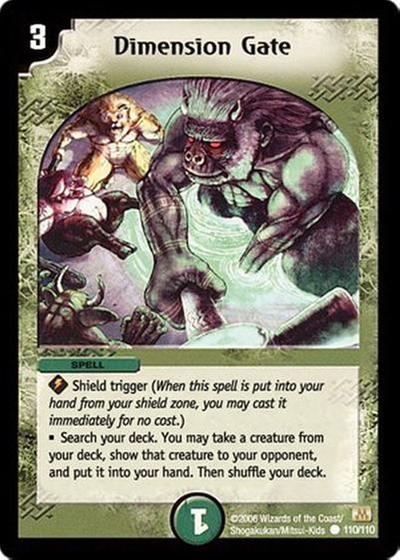 3
Dimension Gate
SPELL
Shield trigger (When this spell is put into your
hand from your shield zone, you may cast it
immediately for no cost.)
▪ Search your deck. You may take a creature from
your deck, show that creature to your opponent,
and put it into your hand. Then shuffle your deck.
1
©2006 Wizards of the Coast/
Shogakukan/Mitsui-Kids
110/110